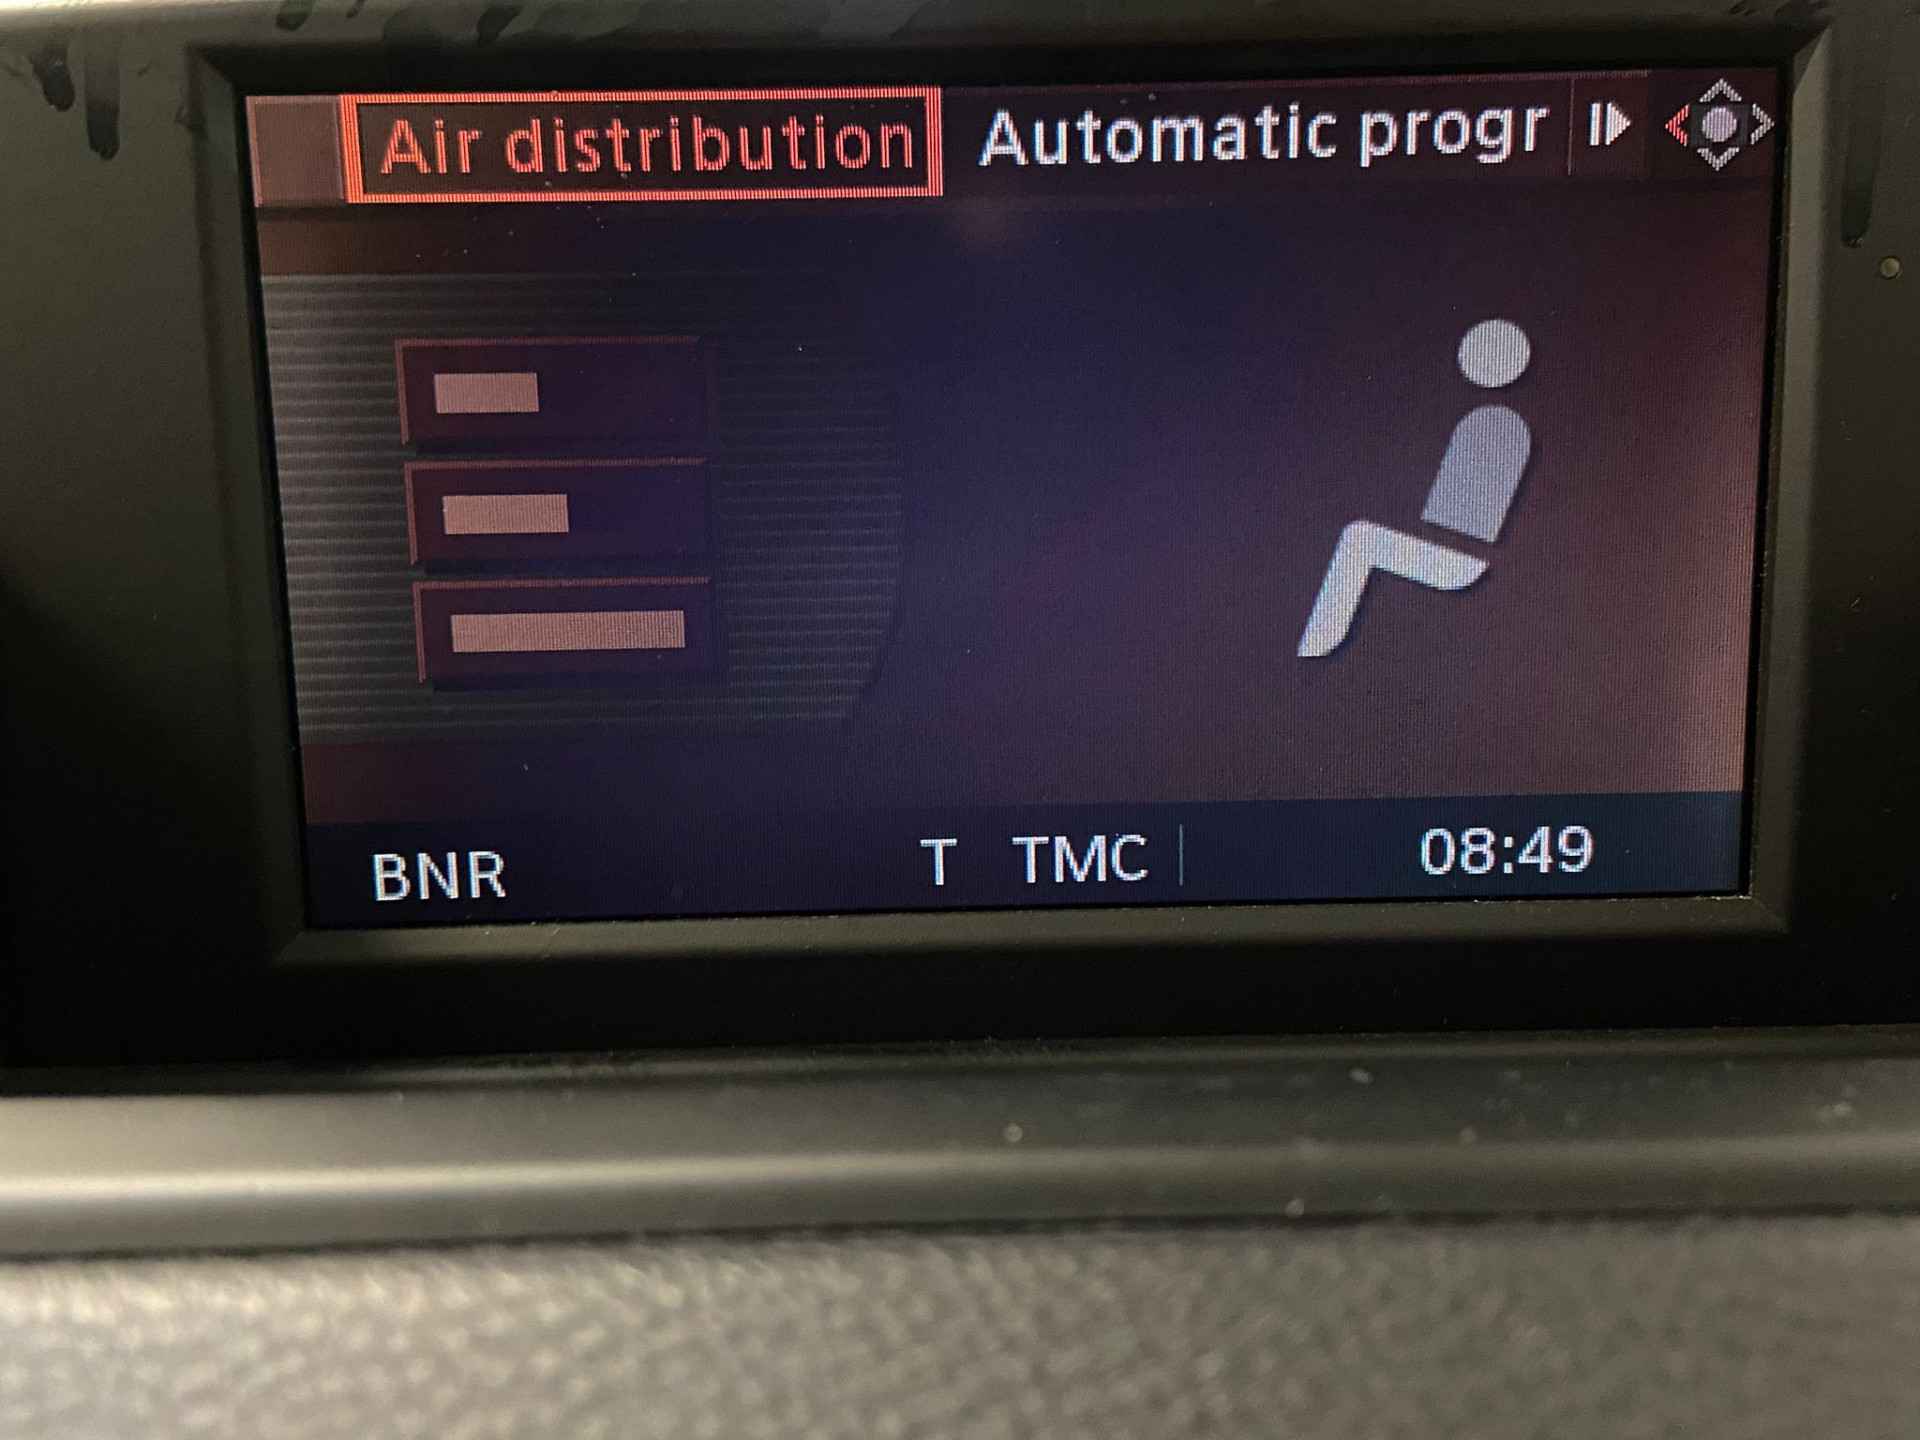 Air distribution Automatic progr
BNR T TMC 08:49